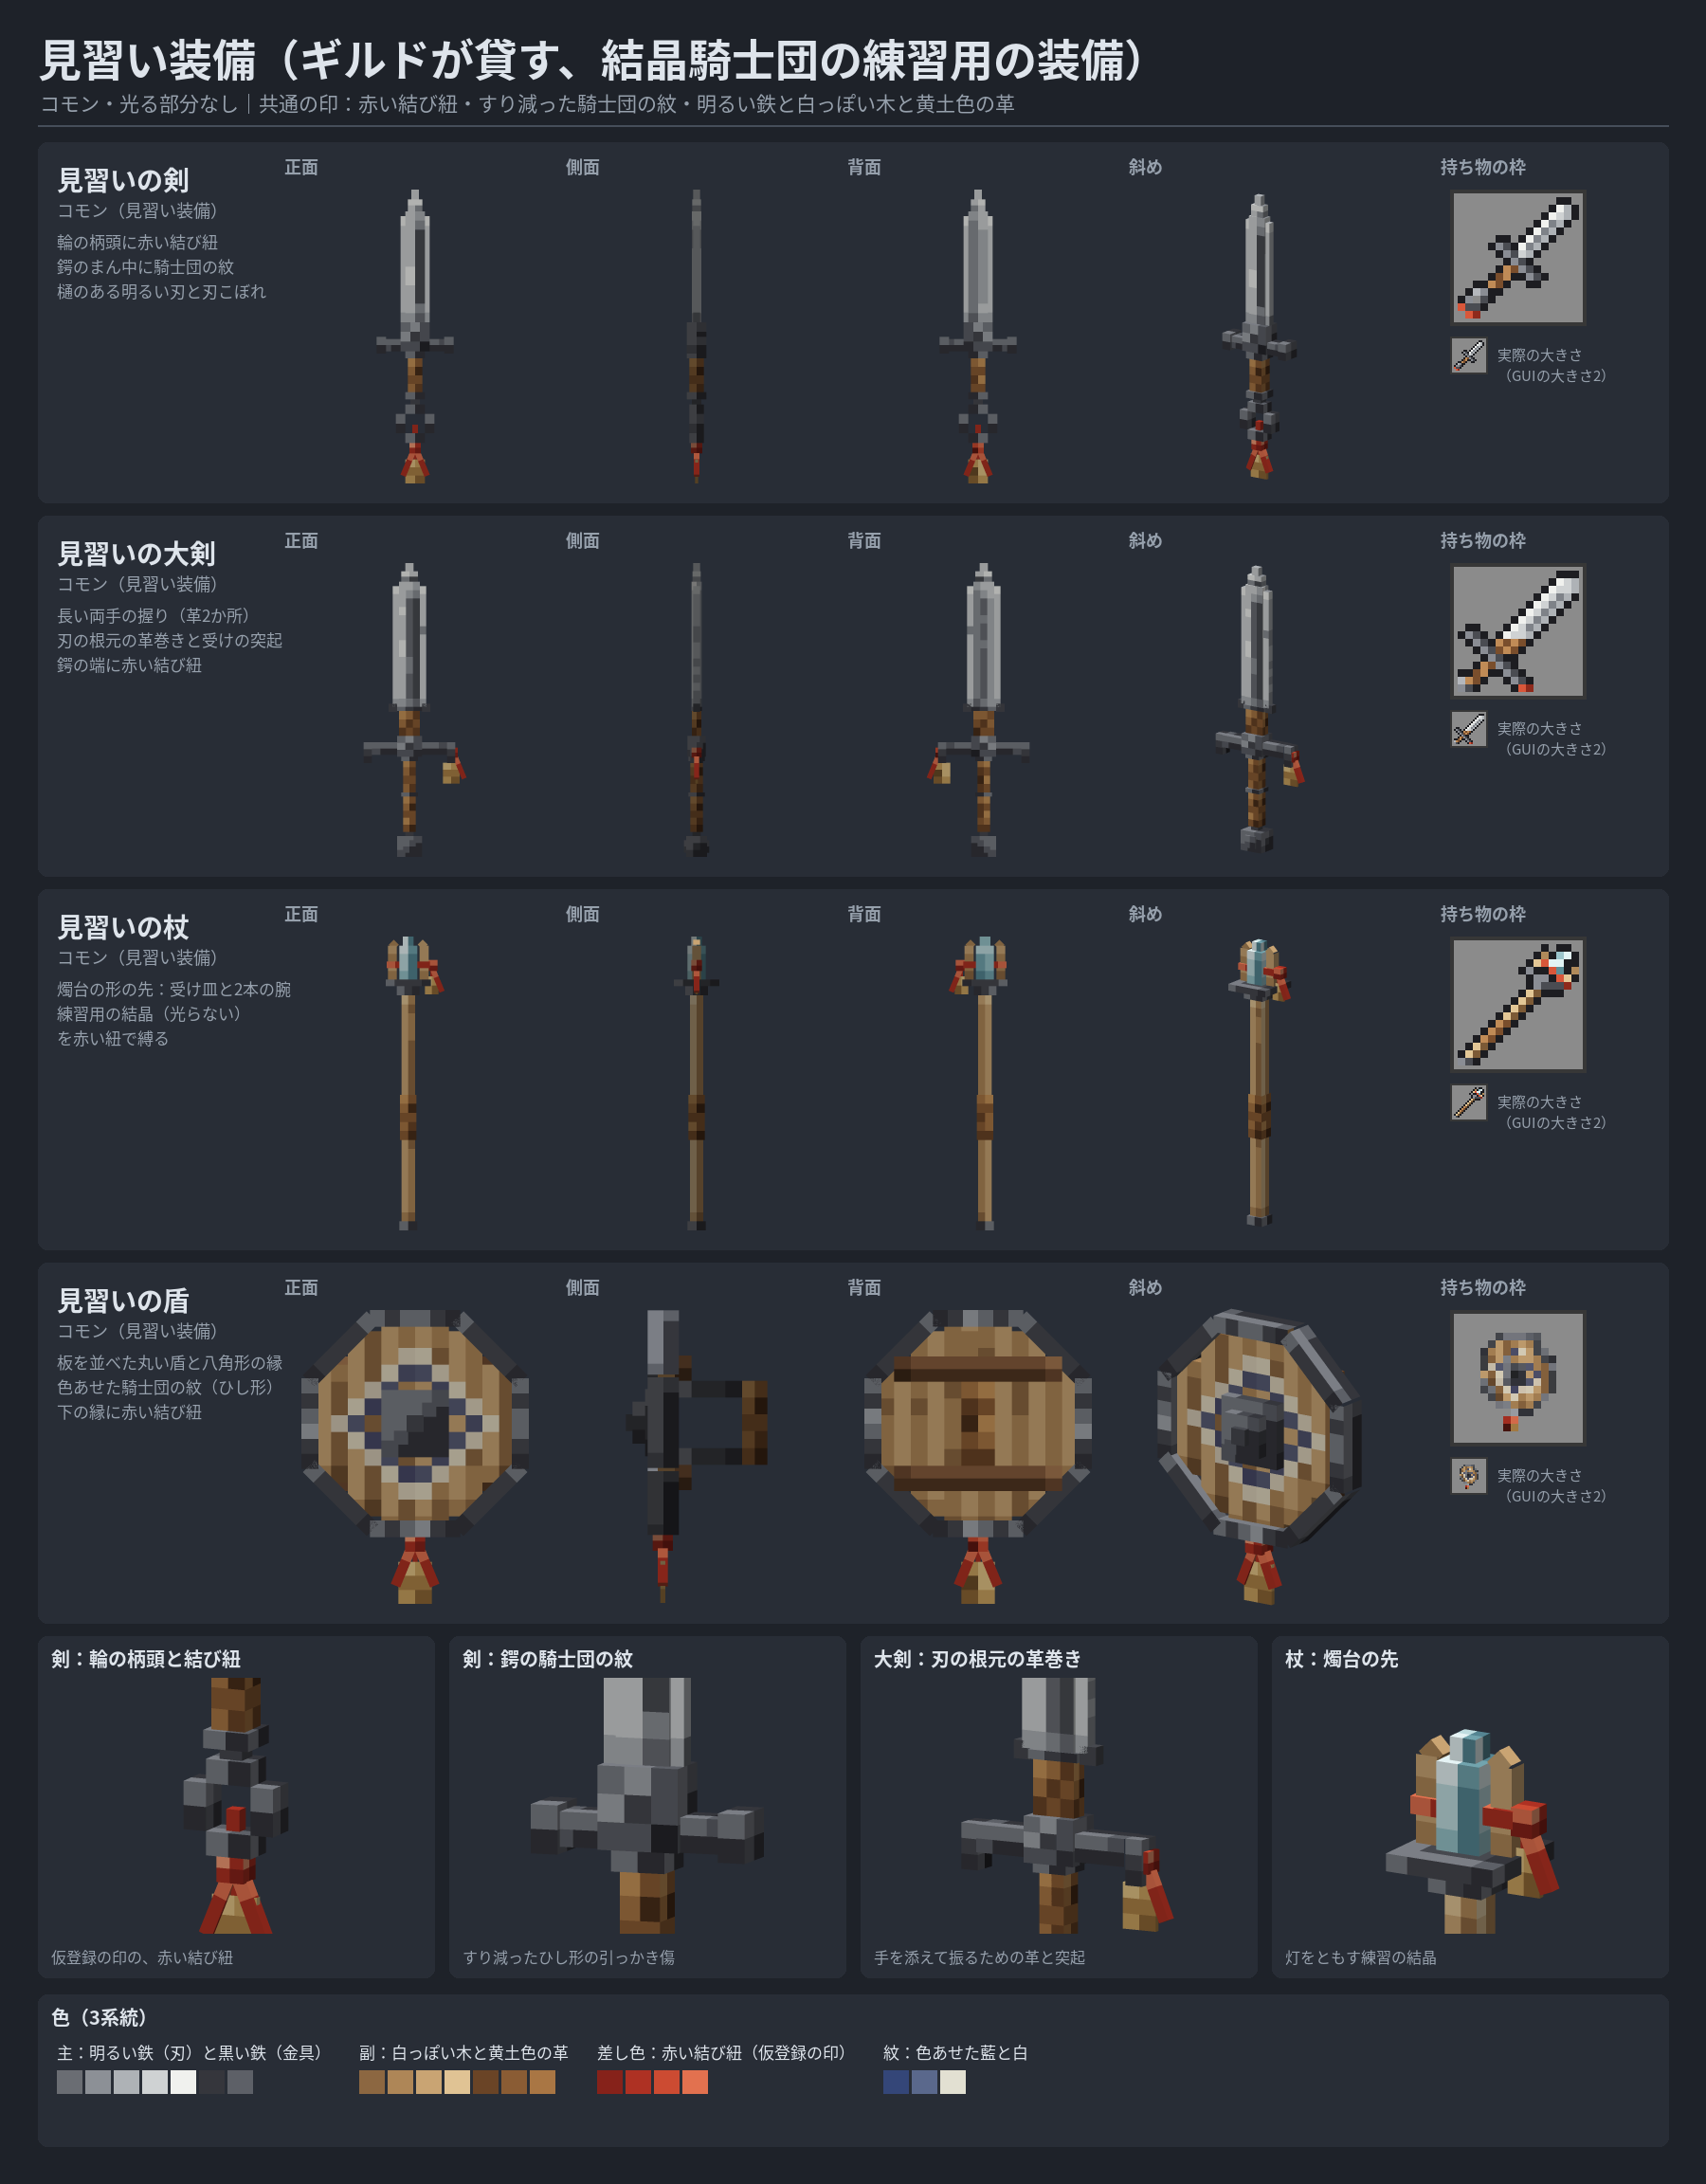 見習い装備（ギルドが貸す、結晶騎士団の練習用の装備）
コモン・光る部分なし｜共通の印：赤い結び紐・すり減った騎士団の紋・明るい鉄と白っぽい木と黄土色の革
見習いの剣
コモン（見習い装備）
輪の柄頭に赤い結び紐
鍔のまん中に騎士団の紋
樋のある明るい刃と刃こぼれ
正面
側面
背面
斜め
持ち物の枠
実際の大きさ
（GUIの大きさ2）
見習いの大剣
コモン（見習い装備）
長い両手の握り（革2か所）
刃の根元の革巻きと受けの突起
鍔の端に赤い結び紐
正面
側面
背面
斜め
持ち物の枠
実際の大きさ
（GUIの大きさ2）
見習いの杖
コモン（見習い装備）
燭台の形の先：受け皿と2本の腕
練習用の結晶（光らない）
を赤い紐で縛る
正面
側面
背面
斜め
持ち物の枠
実際の大きさ
（GUIの大きさ2）
見習いの盾
コモン（見習い装備）
板を並べた丸い盾と八角形の縁
色あせた騎士団の紋（ひし形）
下の縁に赤い結び紐
正面
側面
背面
斜め
持ち物の枠
実際の大きさ
（GUIの大きさ2）
剣：輪の柄頭と結び紐
仮登録の印の、赤い結び紐
剣：鍔の騎士団の紋
すり減ったひし形の引っかき傷
大剣：刃の根元の革巻き
手を添えて振るための革と突起
杖：燭台の先
灯をともす練習の結晶
色（3系統）
主：明るい鉄（刃）と黒い鉄（金具）
副：白っぽい木と黄土色の革
差し色：赤い結び紐（仮登録の印）
紋：色あせた藍と白